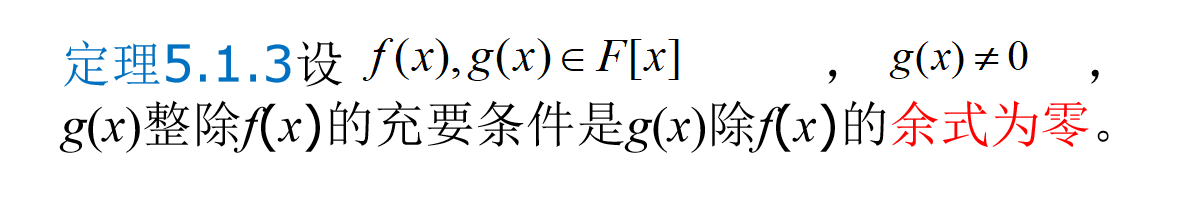 定理5.1.3设 f(x), g(x) ∈ F[x] ， g(x) ≠ 0 ，
g(x)整除f(x)的充要条件是g(x)除f(x)的余式为零。